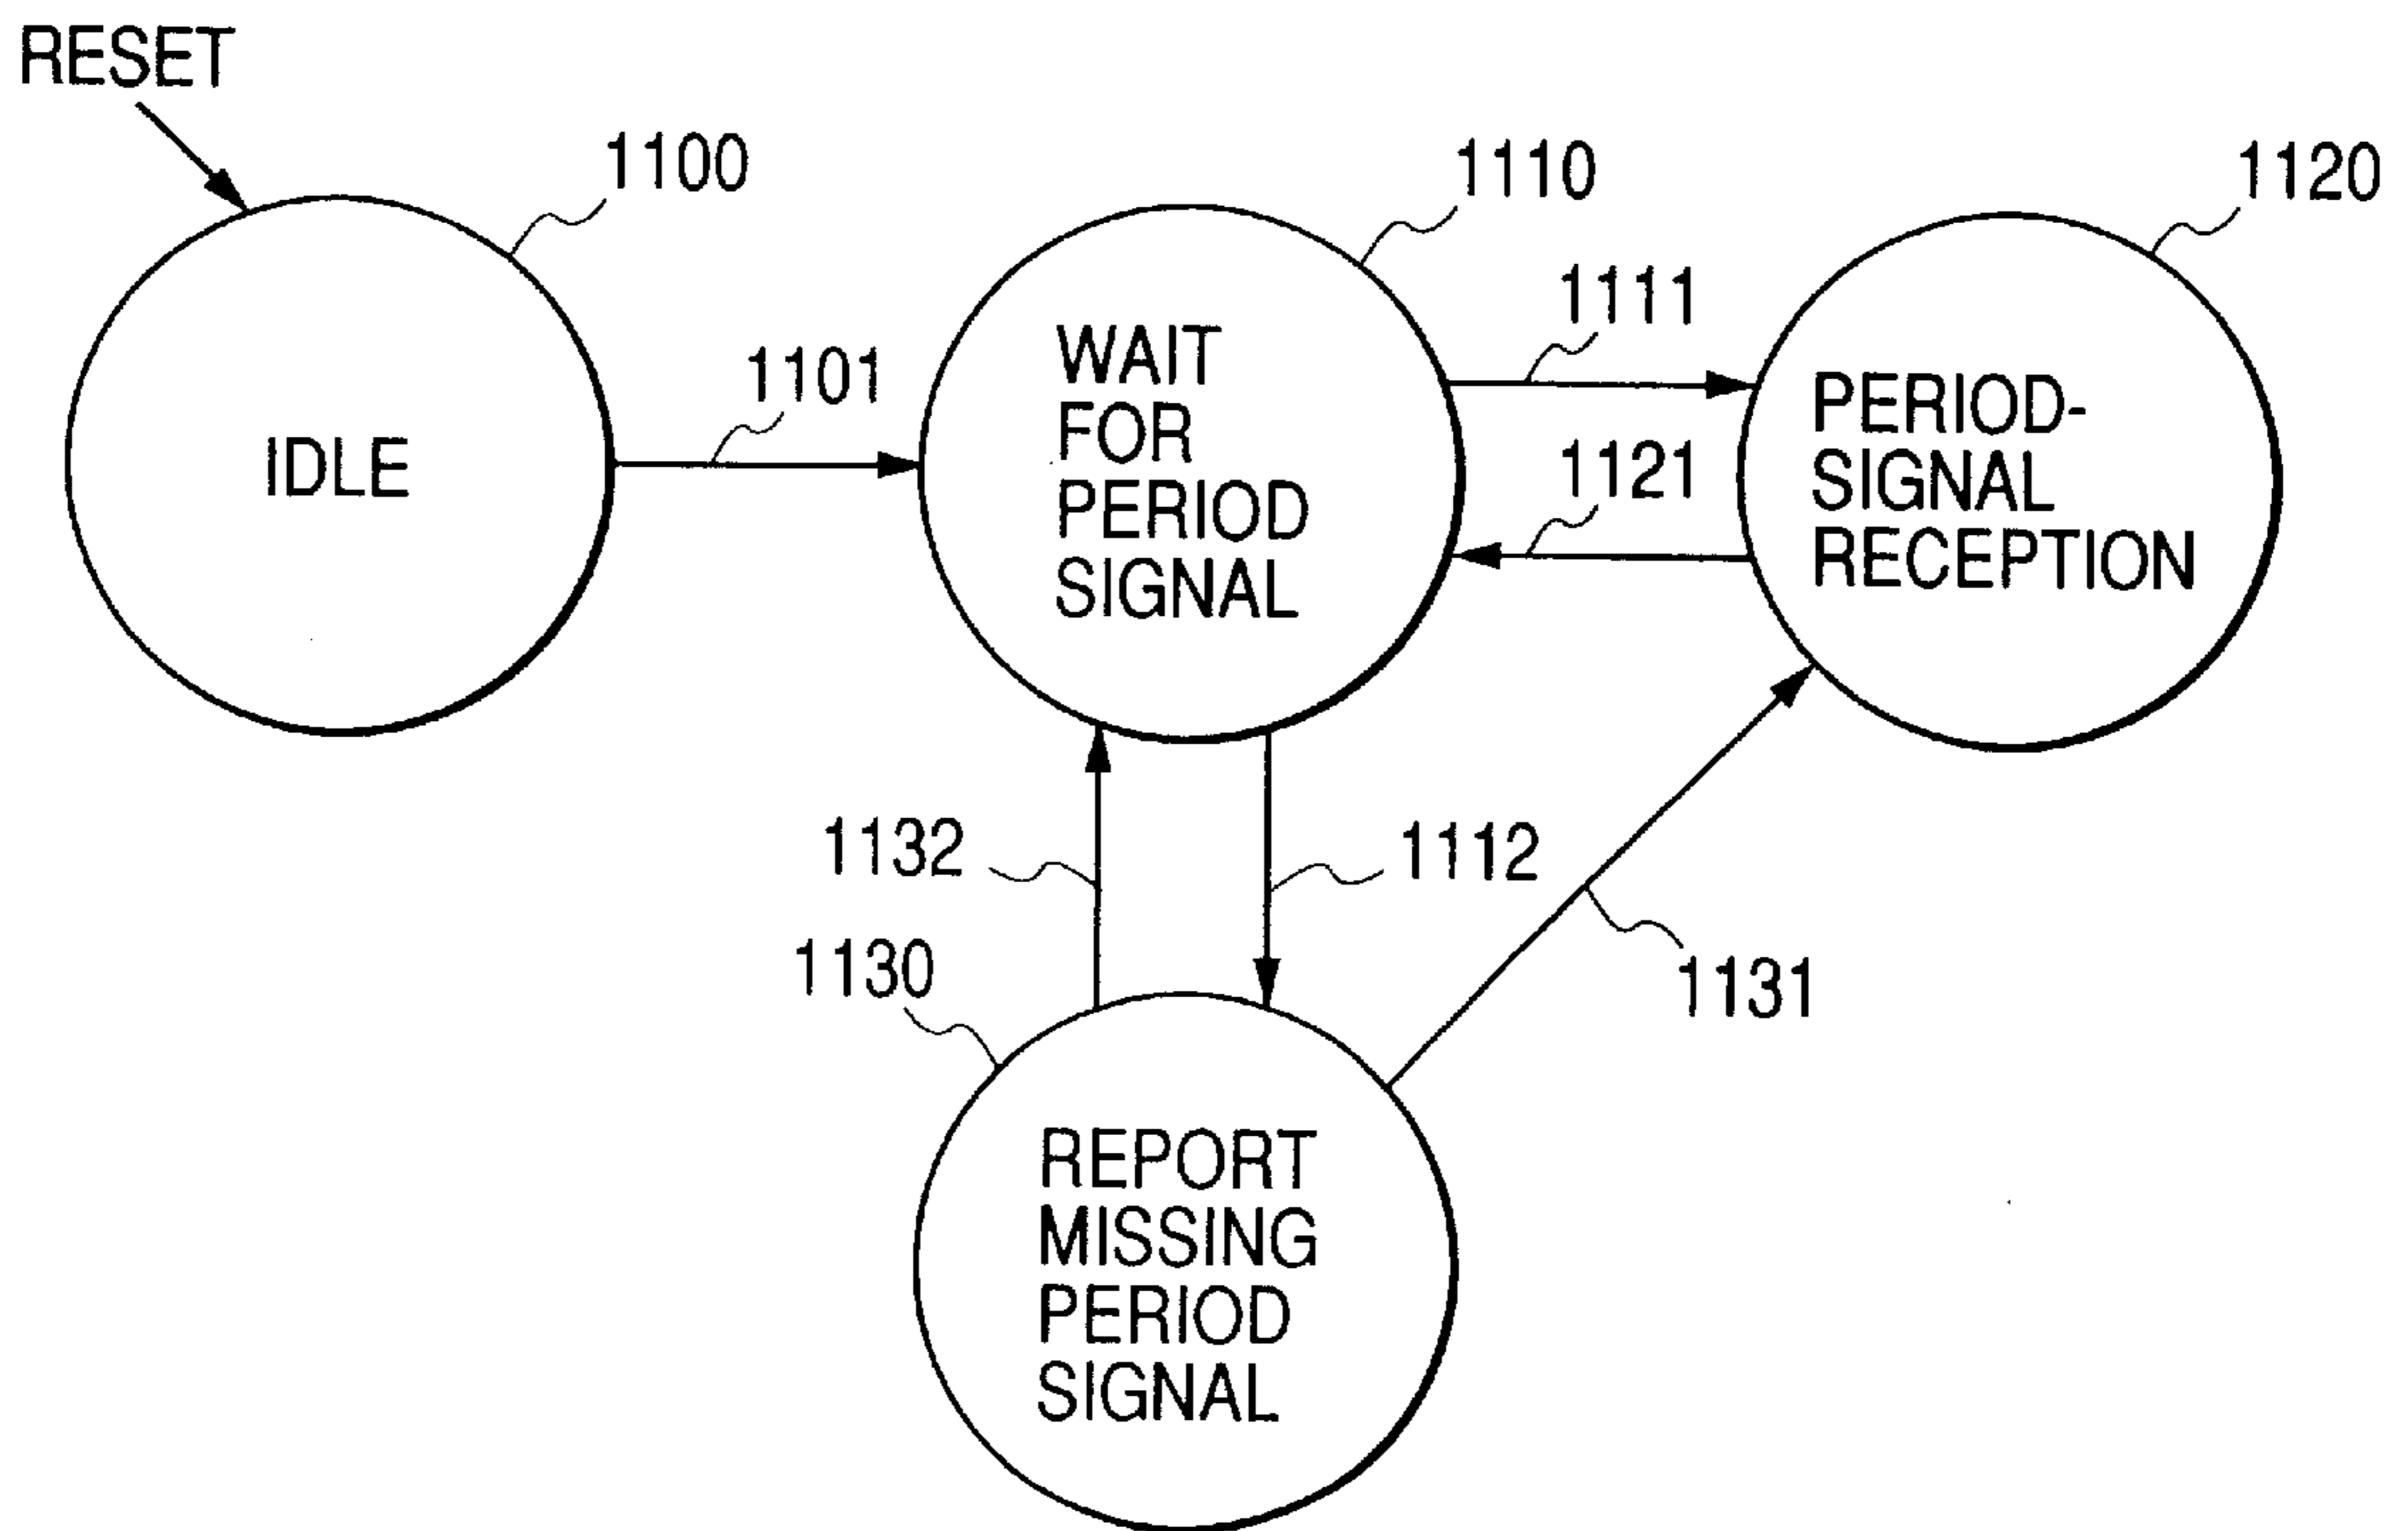 RESET
1100
1110
1120
IDLE
1101
WAIT
FOR
PERIOD
SIGNAL
1111
1121
PERIOD-
SIGNAL
RECEPTION
1132
1112
1130
1131
REPORT
MISSING
PERIOD
SIGNAL